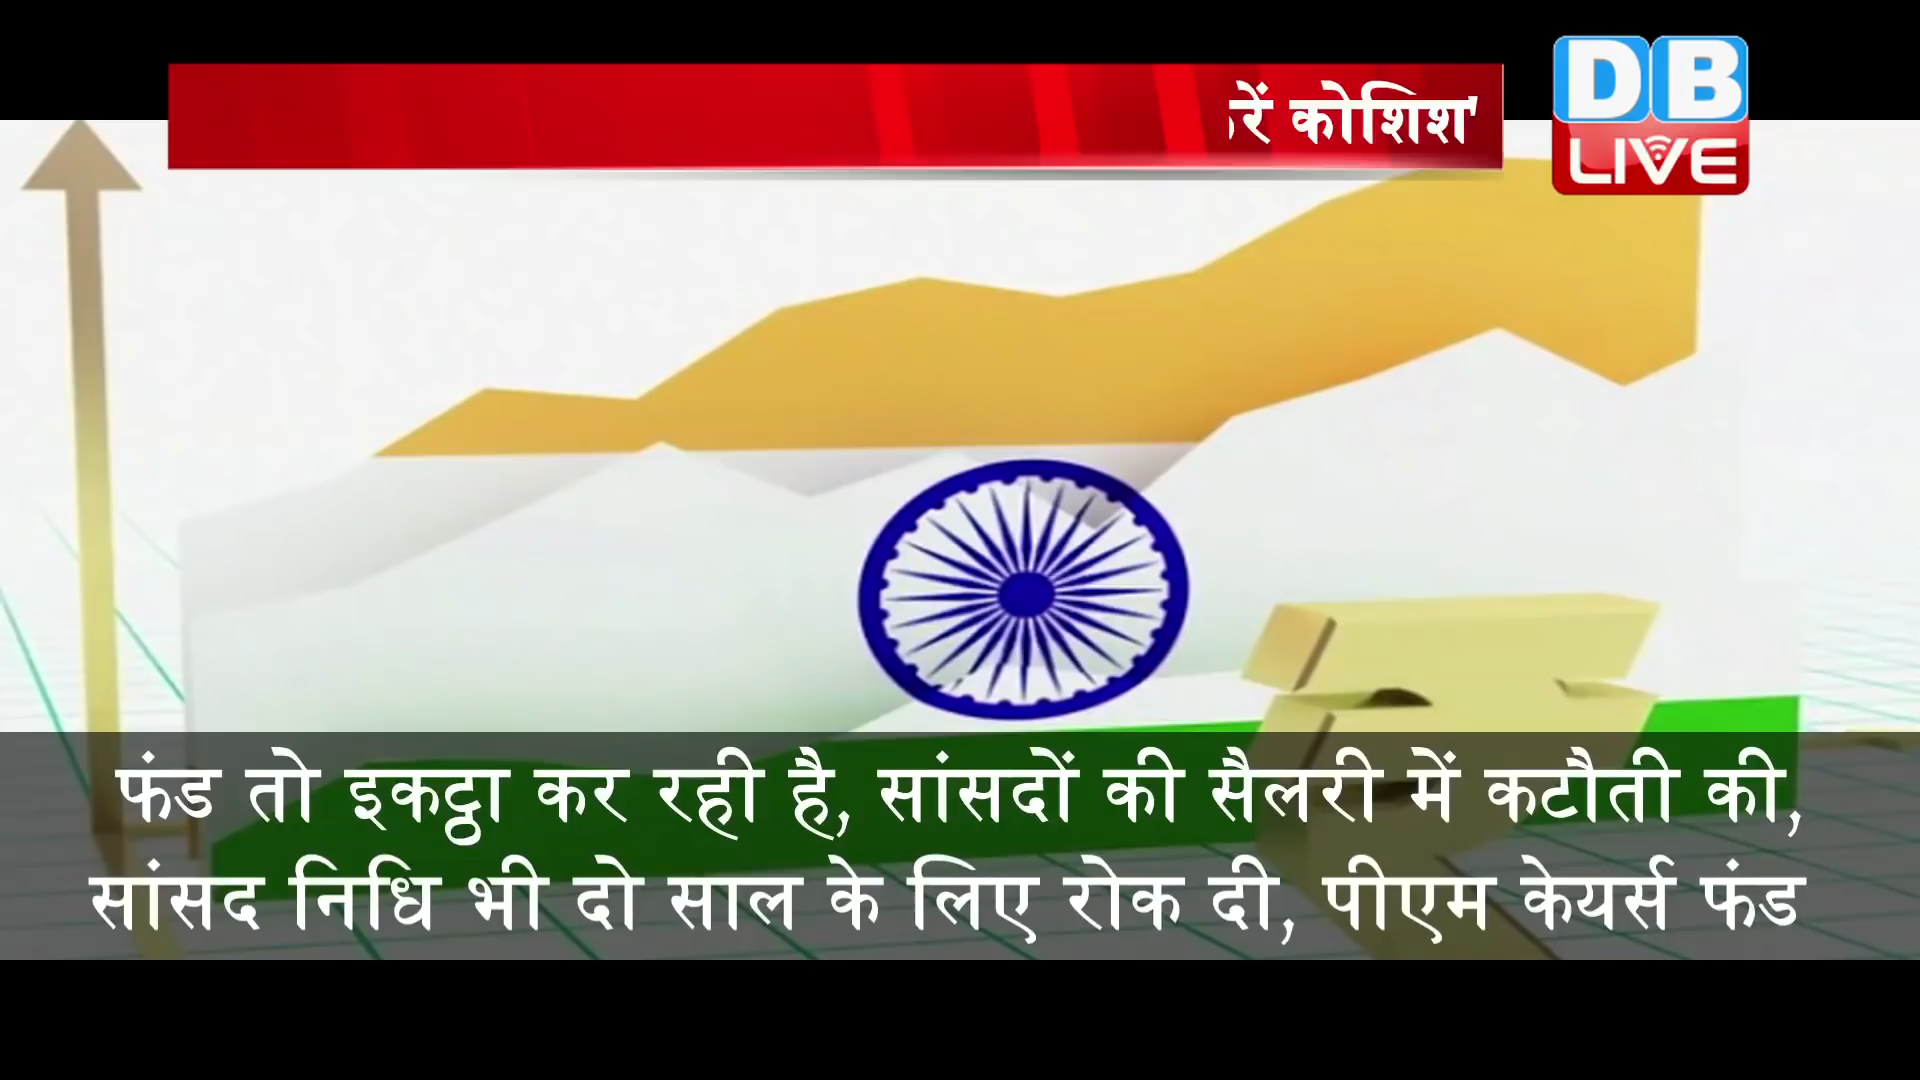 कोशिश'
DB
LIVE
फंड तो इकट्ठा कर रही है, सांसदों की सैलरी में कटौती की,
सांसद निधि भी दो साल के लिए रोक दी, पीएम केयर्स फंड